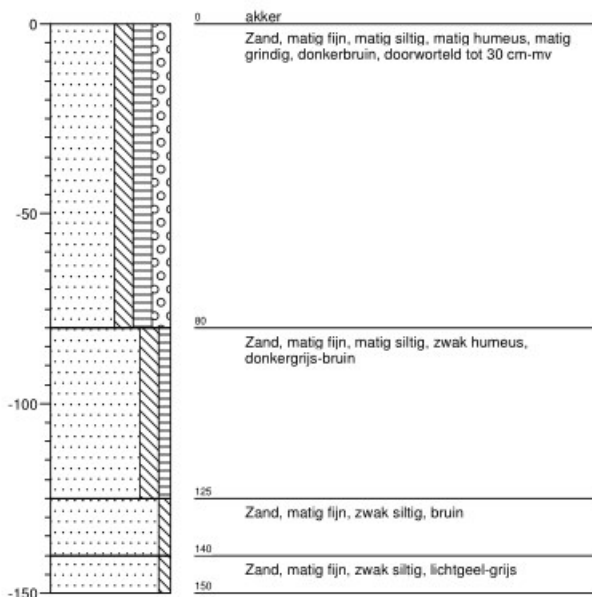 0
0
akker
Zand, matig fijn, matig siltig, matig humeus, matig
grindig, donkerbruin, doorworteld tot 30 cm-mv
-50
80
Zand, matig fijn, matig siltig, zwak humeus,
donkergrijs-bruin
-100
125
Zand, matig fijn, zwak siltig, bruin
140
Zand, matig fijn, zwak siltig, lichtgeel-grijs
-150
150